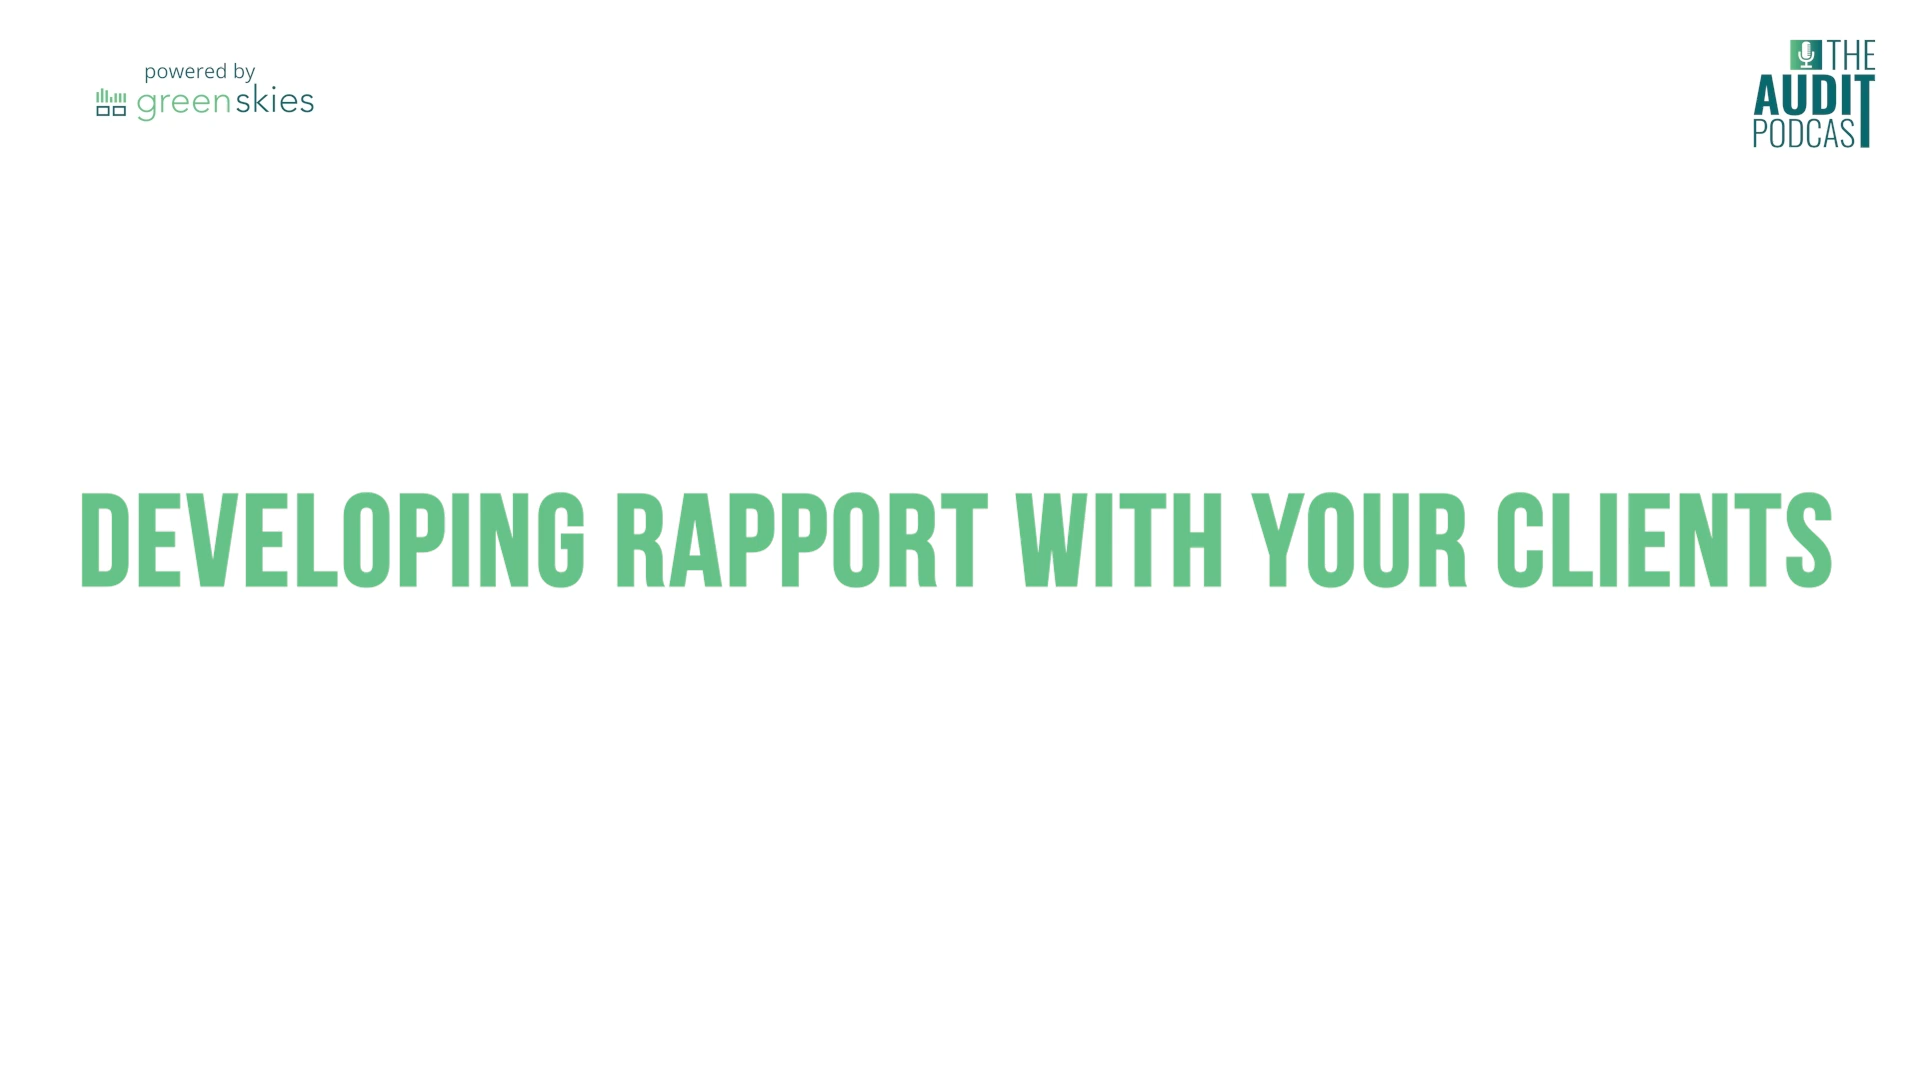 powered by
greenskies
THE
AUDIT
PODCAST
DEVELOPING RAPPORT WITH YOUR CLIENTS